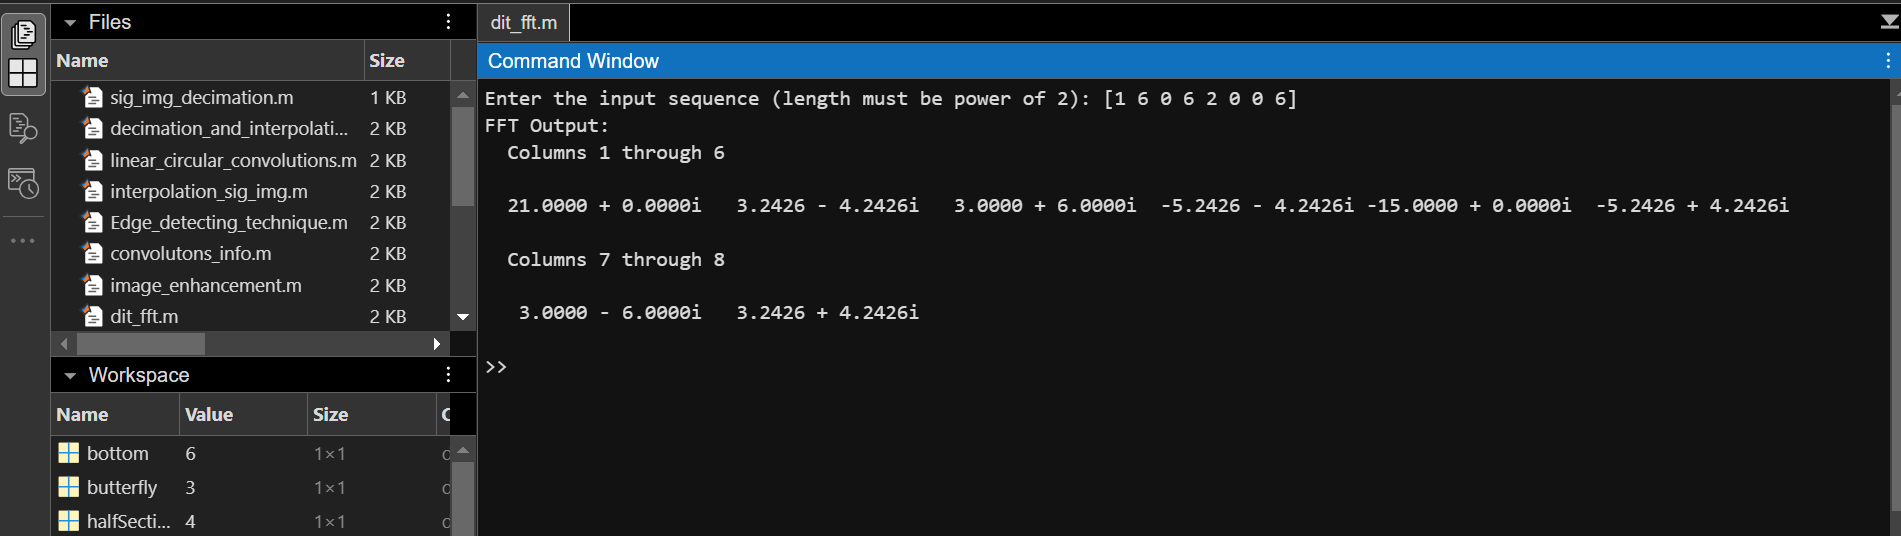 Files
Name Size
sig_img_decimation.m 1 KB
decimation_and_interpolati... 2 KB
linear_circular_convolutions.m 2 KB
interpolation_sig_img.m 2 KB
Edge_detecting_technique.m 2 KB
convolutons_info.m 2 KB
image_enhancement.m 2 KB
dit_fft.m 2 KB
Workspace
Name Value Size
bottom 6 1×1
butterfly 3 1×1
halfSecti... 4 1×1
dit_fft.m
Command Window
Enter the input sequence (length must be power of 2): [1 6 0 6 2 0 0 6]
FFT Output:
Columns 1 through 6
21.0000 + 0.0000i 3.2426 - 4.2426i 3.0000 + 6.0000i -5.2426 - 4.2426i -15.0000 + 0.0000i -5.2426 + 4.2426i
Columns 7 through 8
3.0000 - 6.0000i 3.2426 + 4.2426i
>>